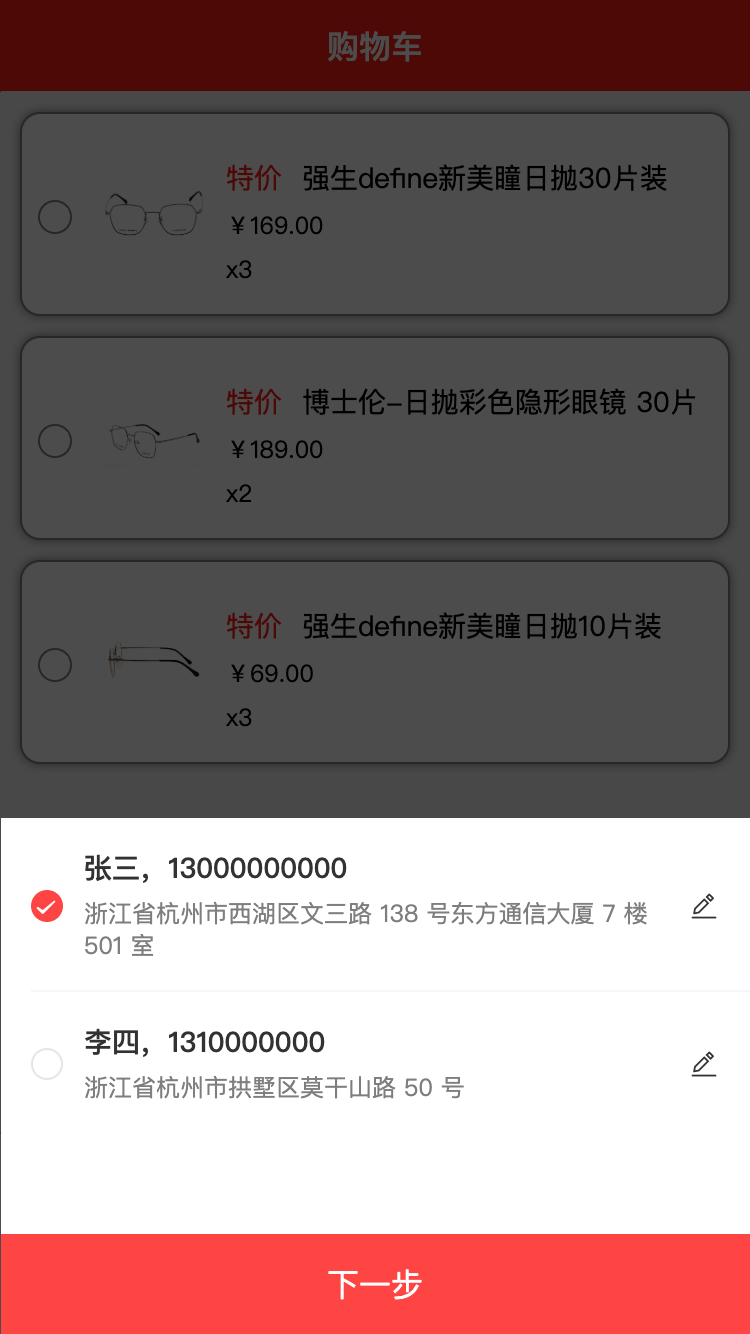 购物车
特价 强生define新美瞳日抛30片装
￥169.00
x3
特价 博士伦-日抛彩色隐形眼镜 30片
￥189.00
x2
特价 强生define新美瞳日抛10片装
￥69.00
x3
张三，13000000000
浙江省杭州市西湖区文三路 138 号东方通信大厦 7 楼
501 室
李四，1310000000
浙江省杭州市拱墅区莫干山路 50 号
下一步